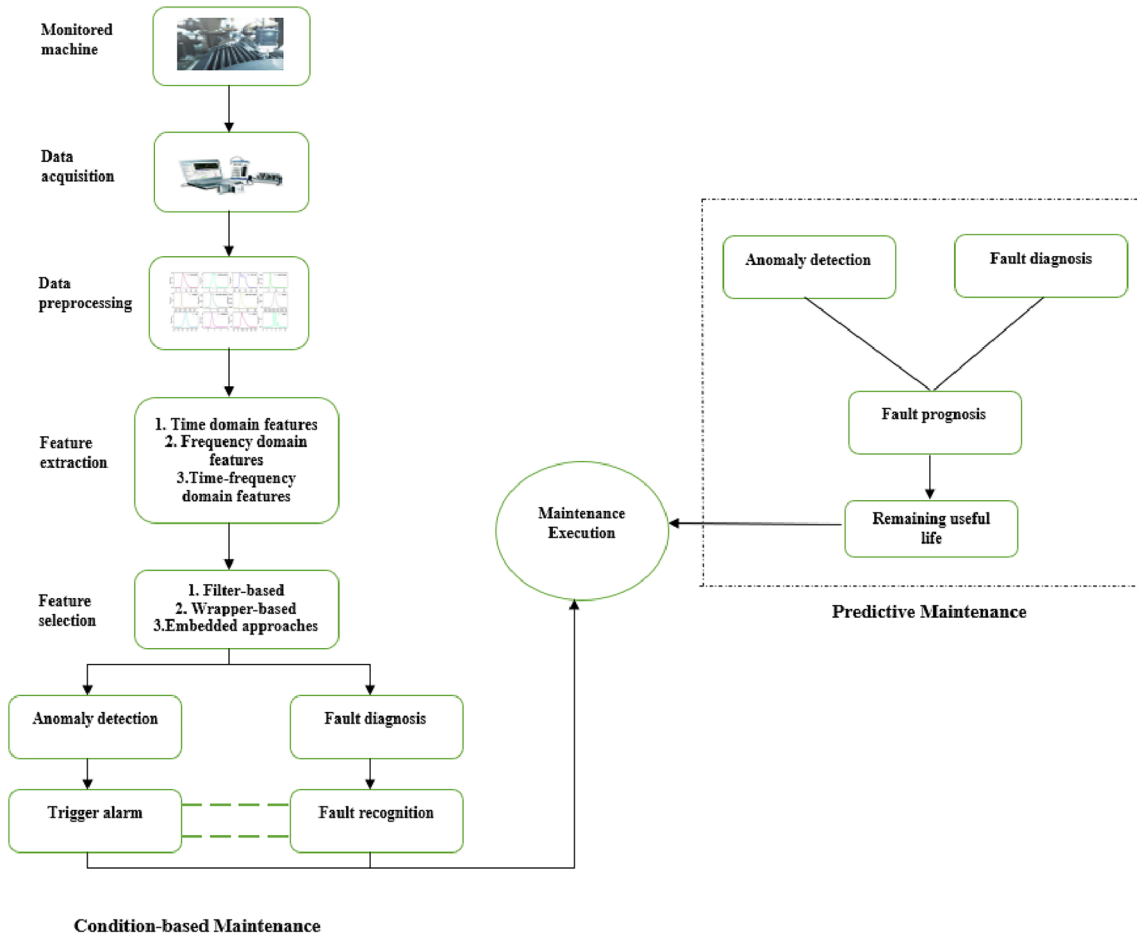 Monitored
machine
Data
acquisition
Data
preprocessing
Feature
extraction
1. Time domain features
2. Frequency domain
features
3.Time-frequency
domain features
Feature
selection
1. Filter-based
2. Wrapper-based
3.Embedded approaches
Anomaly detection
Fault diagnosis
Trigger alarm
Fault recognition
Condition-based Maintenance
Maintenance
Execution
Anomaly detection
Fault diagnosis
Fault prognosis
Remaining useful
life
Predictive Maintenance